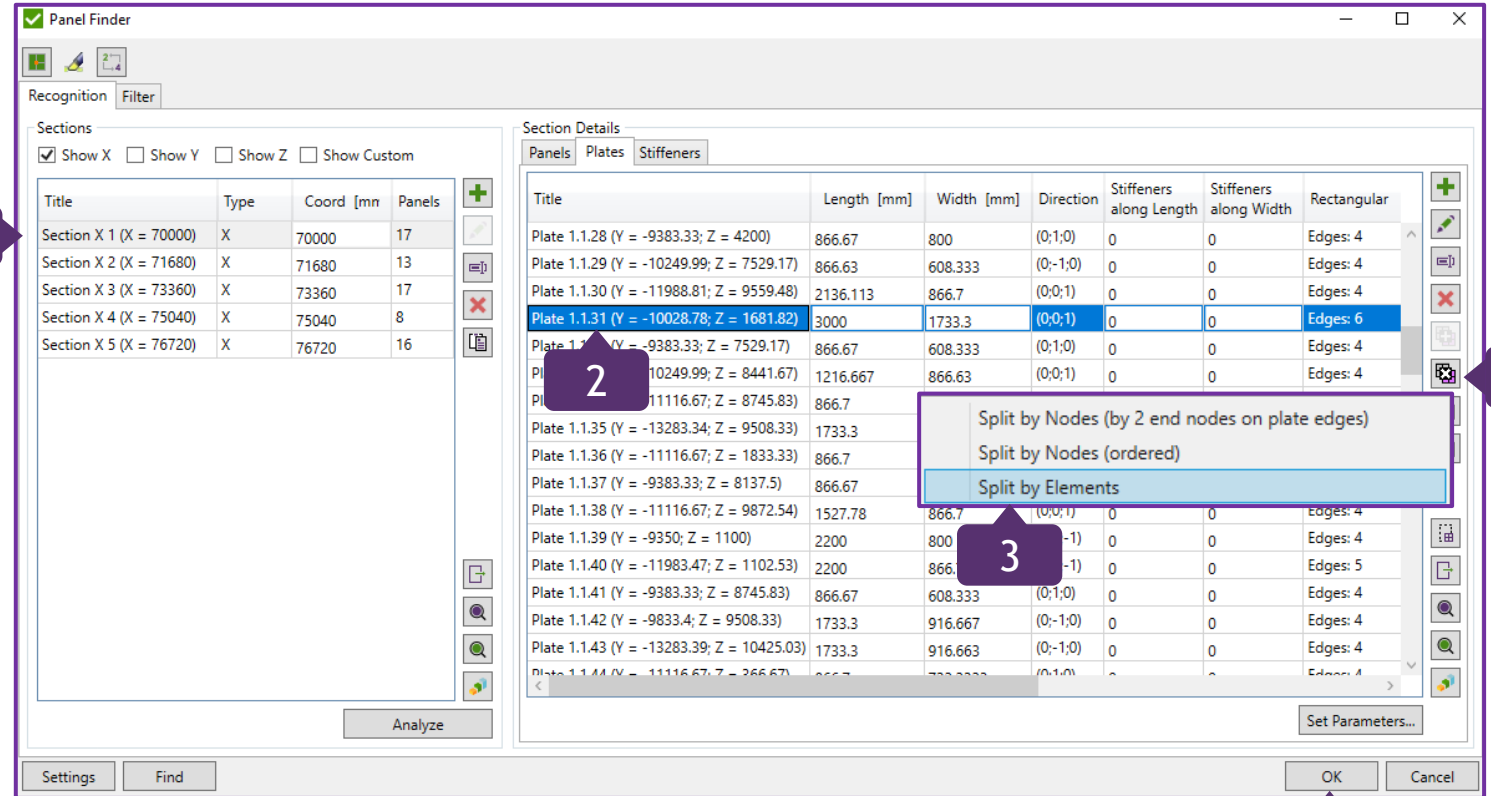 Panel Finder
Recognition Filter
Sections
Show X Show Y Show Z Show Custom
Title Type Coord [mm Panels
Section X 1 (X = 70000) X 70000 17
Section X 2 (X = 71680) X 71680 13
Section X 3 (X = 73360) X 73360 17
Section X 4 (X = 75040) X 75040 8
Section X 5 (X = 76720) X 76720 16
Analyze
Section Details
Panels Plates Stiffeners
Title Length [mm] Width [mm] Direction Stiffeners along Length Stiffeners along Width Rectangular
Plate 1.1.28 (Y = -9383.33; Z = 4200) 866.67 800 (0;1;0) 0 0 Edges: 4
Plate 1.1.29 (Y = -10249.99; Z = 7529.17) 866.63 608.333 (0;-1;0) 0 0 Edges: 4
Plate 1.1.30 (Y = -11988.81; Z = 9559.48) 2136.113 866.7 (0;0;1) 0 0 Edges: 4
Plate 1.1.31 (Y = -10028.78; Z = 1681.82) 3000 1733.3 (0;0;1) 0 0 Edges: 6
= -9383.33; Z = 7529.17) 866.67 608.333 (0;1;0) 0 0 Edges: 4
10249.99; Z = 8441.67) 1216.667 866.63 (0;0;1) 0 0 Edges: 4
11116.67; Z = 8745.83) 866.7
Plate 1.1.35 (Y = -13283.34; Z = 9508.33) 1733.3
Plate 1.1.36 (Y = -11116.67; Z = 1833.33) 866.7
Plate 1.1.37 (Y = -9383.33; Z = 8137.5) 866.67
Plate 1.1.38 (Y = -11116.67; Z = 9872.54) 1527.78 866.7 (0;0;1) 0 0 Edges: 4
Plate 1.1.39 (Y = -9350; Z = 1100) 2200 800 -1) 0 0 Edges: 4
Plate 1.1.40 (Y = -11983.47; Z = 1102.53) 2200 866. -1) 0 0 Edges: 5
Plate 1.1.41 (Y = -9383.33; Z = 8745.83) 866.67 608.333 (0;1;0) 0 0 Edges: 4
Plate 1.1.42 (Y = -9833.4; Z = 9508.33) 1733.3 916.667 (0;-1;0) 0 0 Edges: 4
Plate 1.1.43 (Y = -13283.39; Z = 10425.03) 1733.3 916.663 (0;-1;0) 0 0 Edges: 4
Plate 1.1.44 (Y = -11116.67; Z = 366.67)
2
Split by Nodes (by 2 end nodes on plate edges)
Split by Nodes (ordered)
Split by Elements
3
Set Parameters...
Settings Find OK Cancel